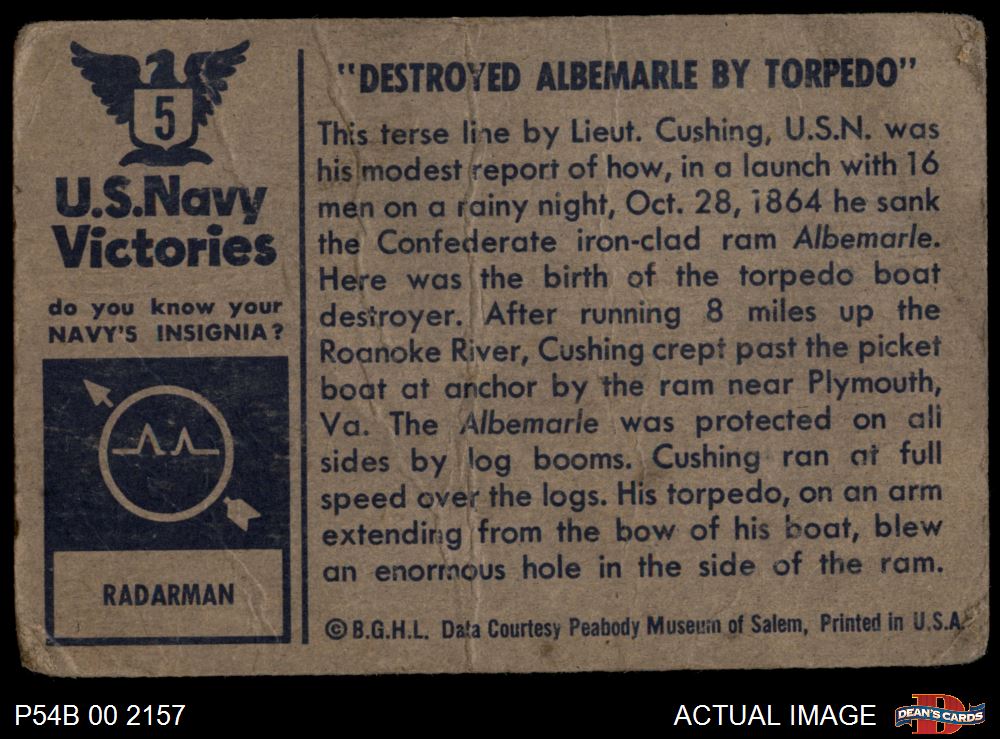 5
U.S.Navy
Victories
do you know your
NAVY'S INSIGNIA?
RADARMAN
"DESTROYED ALBEMARLE BY TORPEDO"
This terse line by Lieut. Cushing, U.S.N. was
his modest report of how, in a launch with 16
men on a rainy night, Oct. 28, 1864 he sank
the Confederate iron-clad ram Albemarle.
Here was the birth of the torpedo boat
destroyer. After running 8 miles up the
Roanoke River, Cushing crept past the picket
boat at anchor by the ram near Plymouth,
Va. The Albemarle was protected on all
sides by log booms. Cushing ran at full
speed over the logs. His torpedo, on an arm
extending from the bow of his boat, blew
an enormous hole in the side of the ram.
© B.G.H.L. Data Courtesy Peabody Museum of Salem, Printed in U.S.A.
P54B 00 2157
ACTUAL IMAGE
DEAN'S CARDS